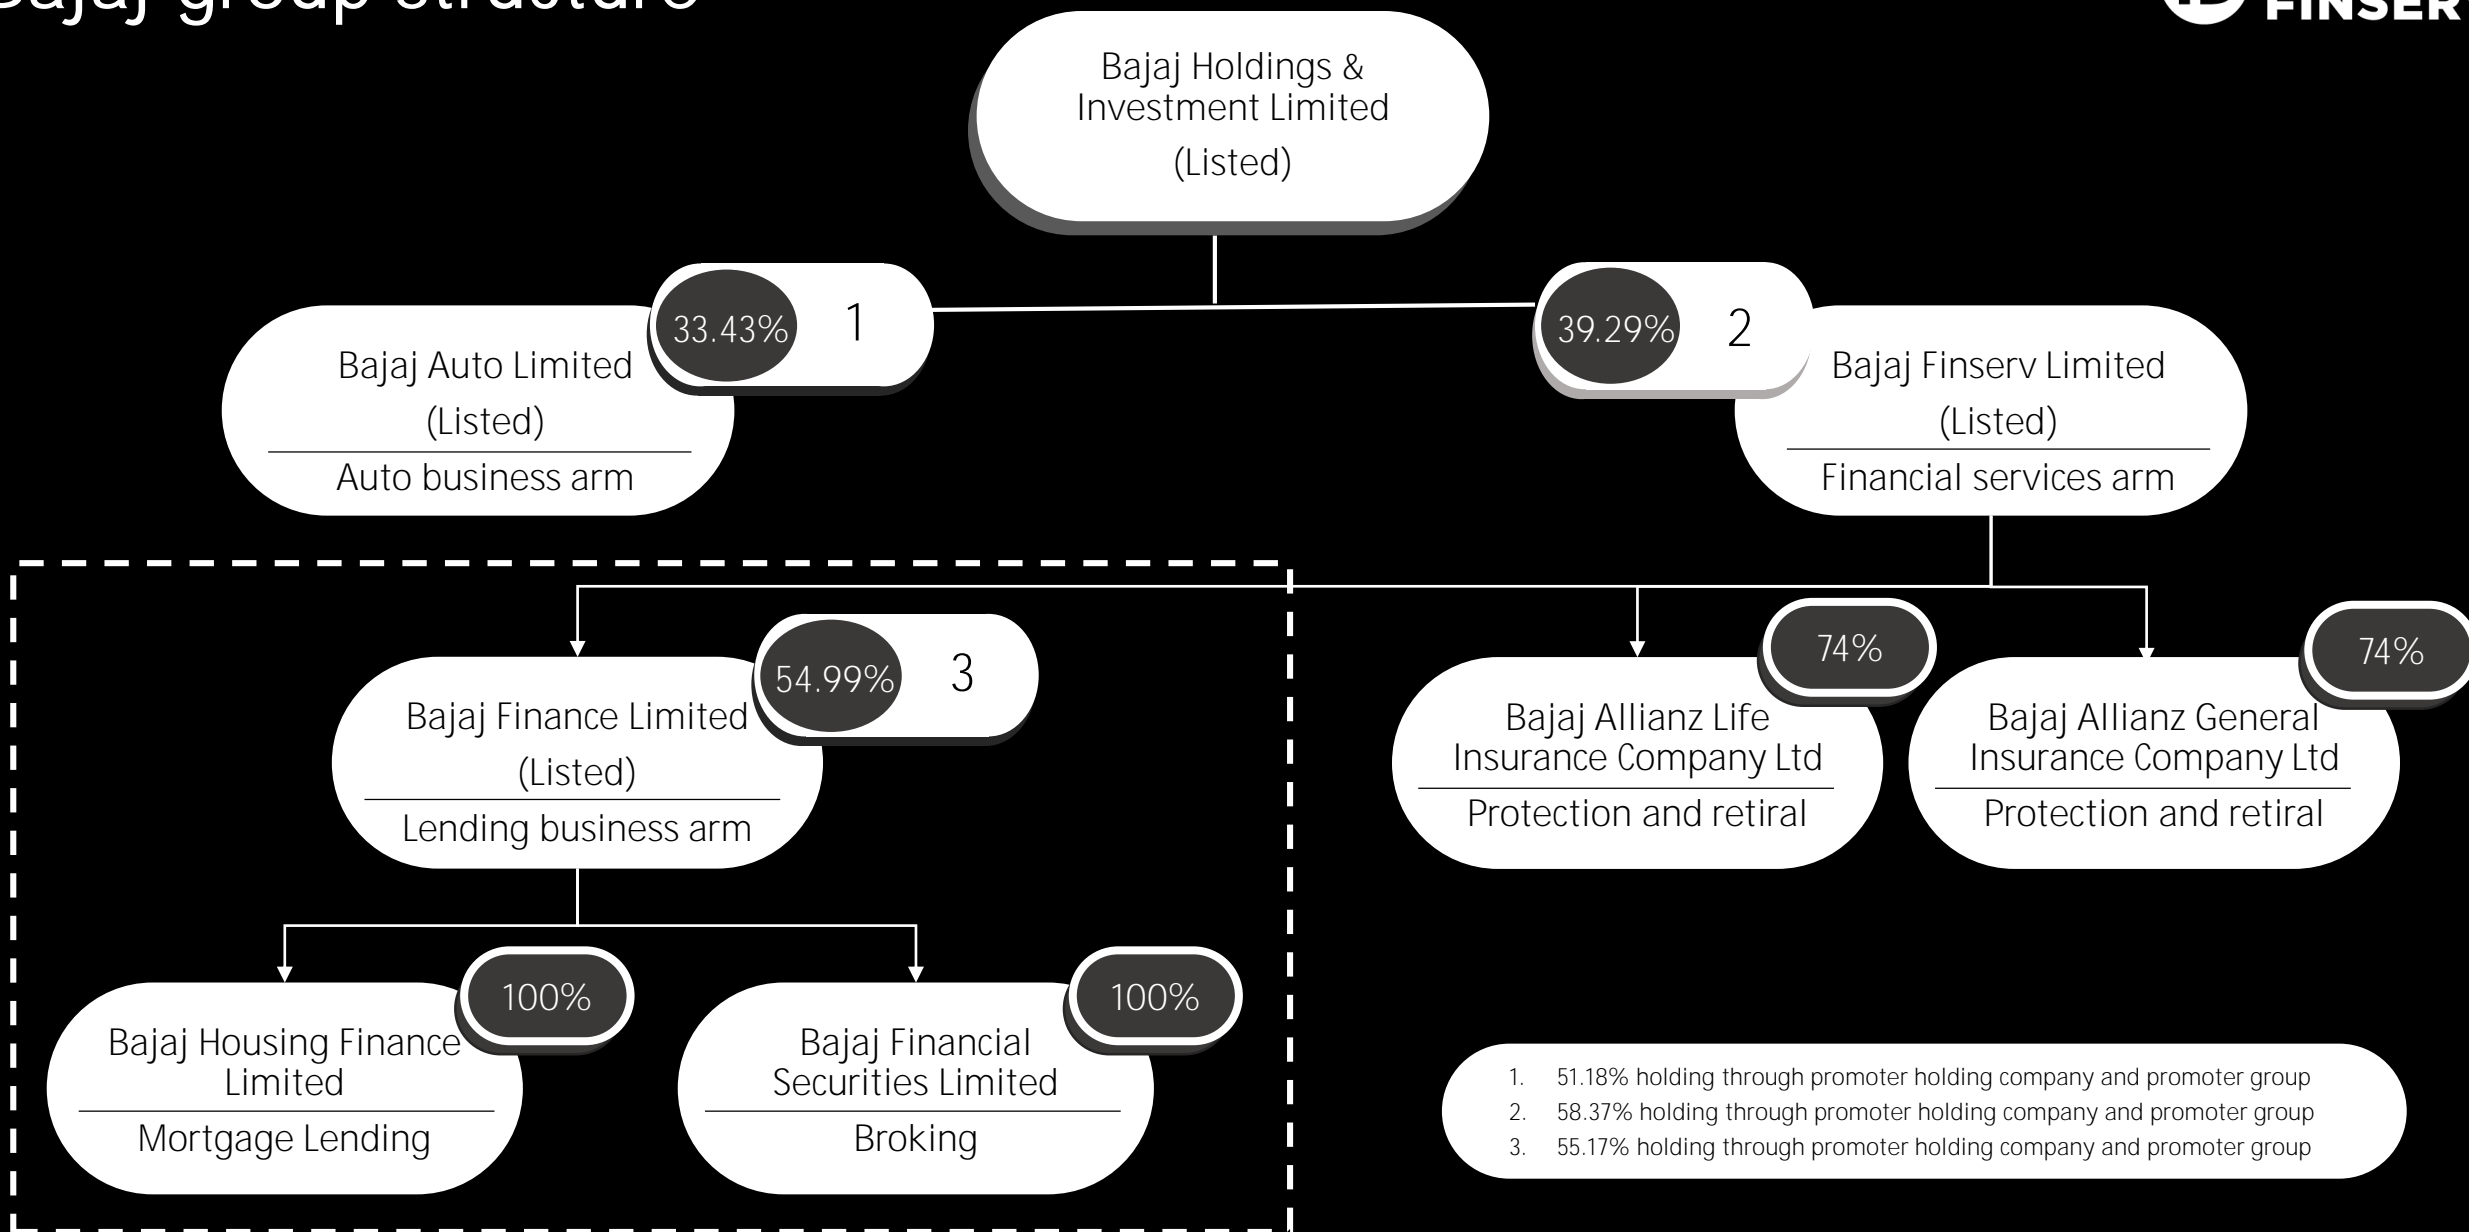 Bajaj group structure
FINSER
Bajaj Holdings &
Investment Limited
(Listed)
33.43% 1
39.29% 2
Bajaj Auto Limited
(Listed)
Auto business arm
Bajaj Finserv Limited
(Listed)
Financial services arm
54.99% 3
74%
74%
Bajaj Finance Limited
(Listed)
Lending business arm
Bajaj Allianz Life
Insurance Company Ltd
Protection and retiral
Bajaj Allianz General
Insurance Company Ltd
Protection and retiral
100%
100%
Bajaj Housing Finance
Limited
Mortgage Lending
Bajaj Financial
Securities Limited
Broking
1. 51.18% holding through promoter holding company and promoter group
2. 58.37% holding through promoter holding company and promoter group
3. 55.17% holding through promoter holding company and promoter group